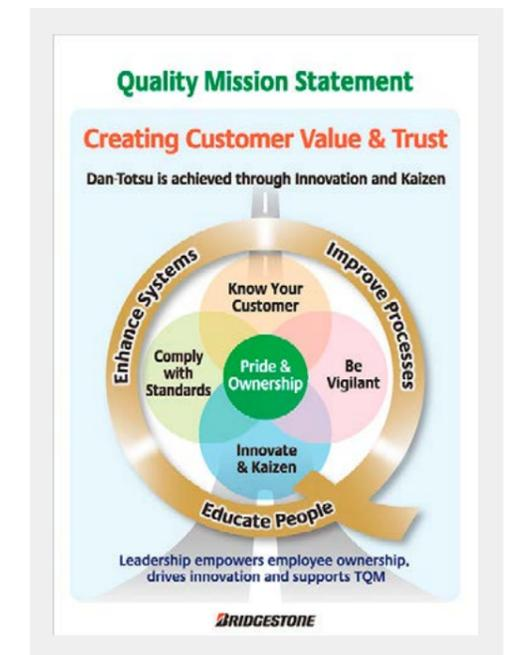 Quality Mission Statement
Creating Customer Value & Trust
Dan-Totsu is achieved through Innovation and Kaizen
Enhance Systems
Improve Processes
Know Your
Customer
Comply
with
Standards
Pride &
Ownership
Be
Vigilant
Innovate
& Kaizen
Educate People
Leadership empowers employee ownership,
drives innovation and supports TQM
BRIDGESTONE